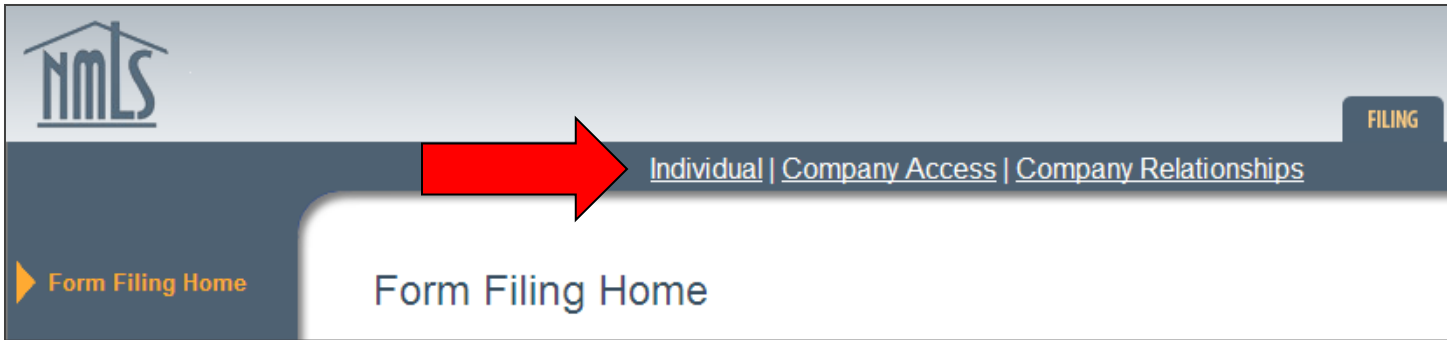 NMLS
FILING
Individual | Company Access | Company Relationships
Form Filing Home
Form Filing Home